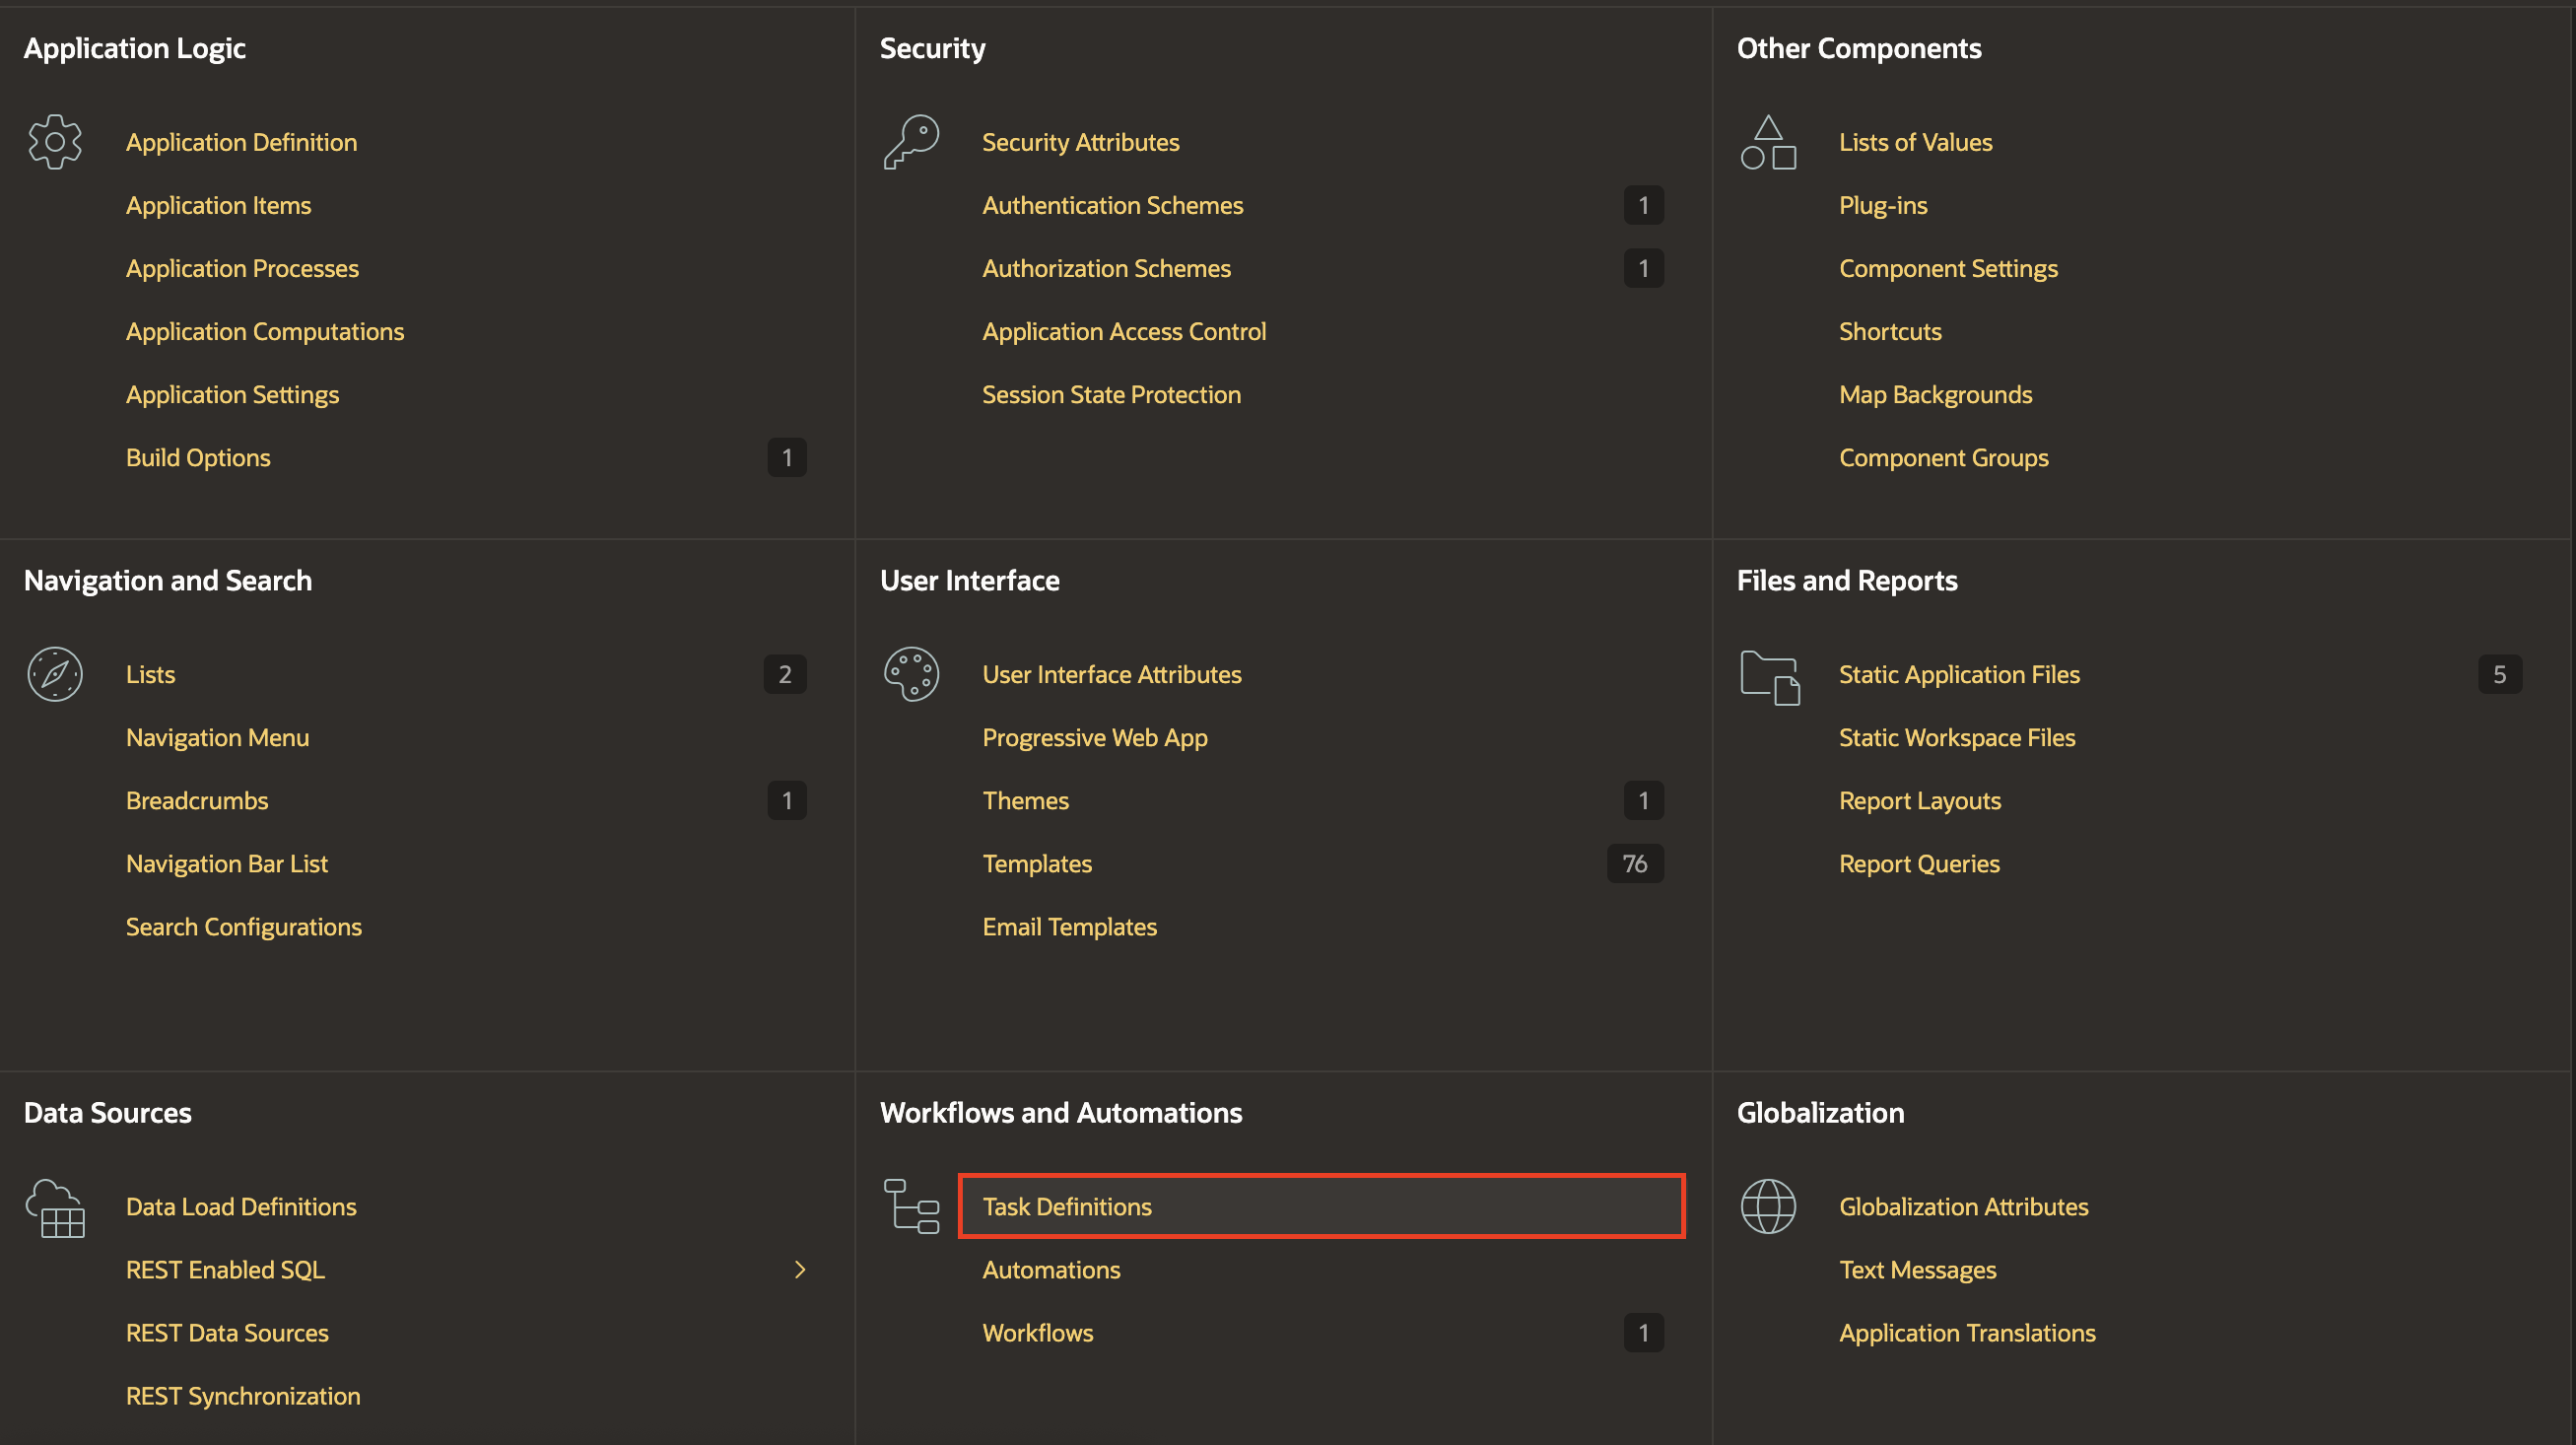 Application Logic
Application Definition
Application Items
Application Processes
Application Computations
Application Settings
Build Options 1
Security
Security Attributes
Authentication Schemes 1
Authorization Schemes 1
Application Access Control
Session State Protection
Other Components
Lists of Values
Plug-ins
Component Settings
Shortcuts
Map Backgrounds
Component Groups
Navigation and Search
Lists 2
Navigation Menu
Breadcrumbs 1
Navigation Bar List
Search Configurations
User Interface
User Interface Attributes
Progressive Web App
Themes 1
Templates 76
Email Templates
Files and Reports
Static Application Files 5
Static Workspace Files
Report Layouts
Report Queries
Data Sources
Data Load Definitions
REST Enabled SQL
REST Data Sources
REST Synchronization
Workflows and Automations
Task Definitions
Automations
Workflows 1
Globalization
Globalization Attributes
Text Messages
Application Translations